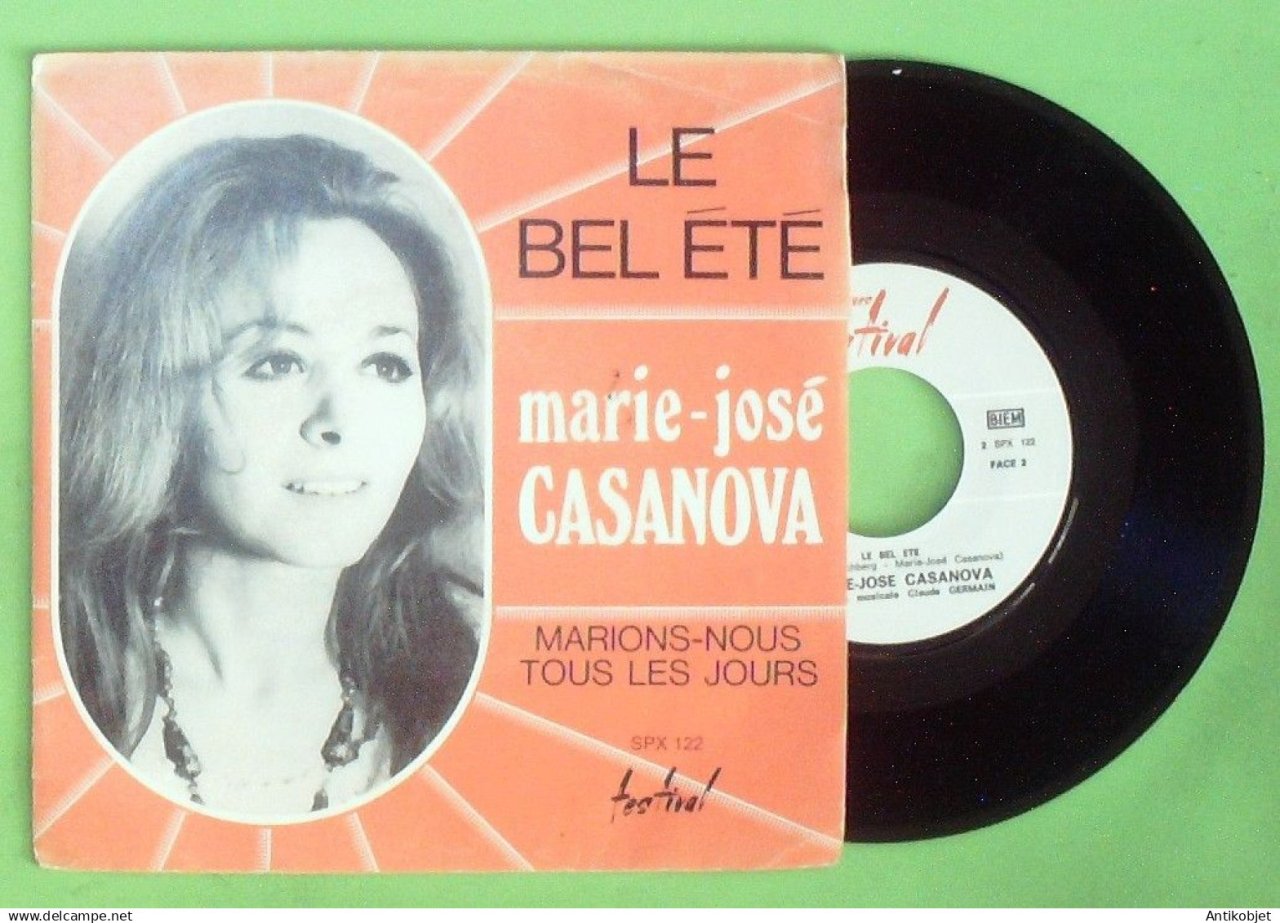 LE
BEL ÉTÉ
marie-josé
CASANOVA
MARIONS-NOUS
TOUS LES JOURS
SPX 122
festival
BIEM
2 SPX 122
FACE 2
LE BEL ETE
Marie-José Casanova)
E-JOSE CASANOVA
musicale Claude GERMAIN
www.delcampe.net
Antikobjet